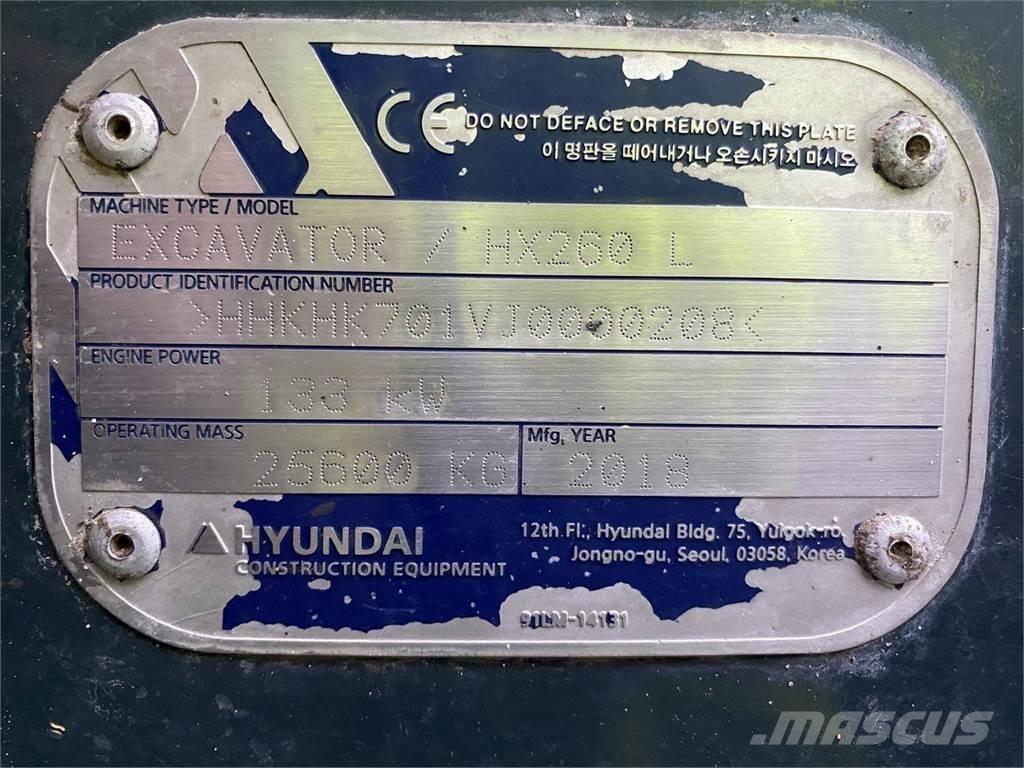 CE DO NOT DEFACE OR REMOVE THIS PLATE
이 명판을 떼어내거나 오손시키지 마시오
MACHINE TYPE / MODEL
EXCAVATOR / HX260 L
PRODUCT IDENTIFICATION NUMBER
>HHKHK701VJ0000208<
ENGINE POWER
133 kW
OPERATING MASS
25600 KG
Mfg, YEAR
2018
HYUNDAI
CONSTRUCTION EQUIPMENT
12th Fl., Hyundai Bldg. 75, Yulgok-ro,
Jongno-gu, Seoul, 03058, Korea
91LM-14131
MASCUS